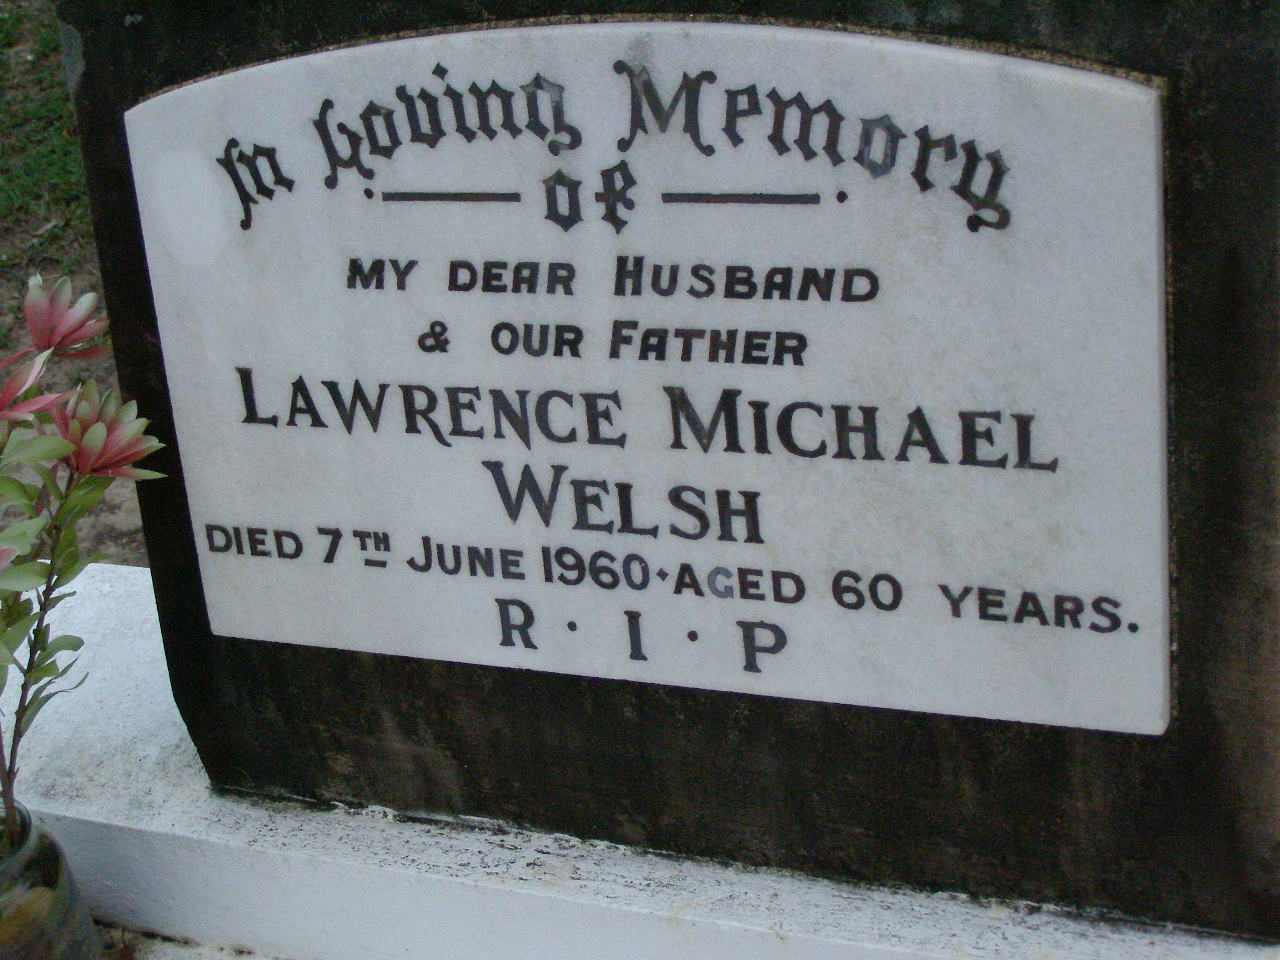 In Loving Memory
OF
MY DEAR HUSBAND
& OUR FATHER
LAWRENCE MICHAEL
WELSH
DIED 7TH JUNE 1960 · AGED 60 YEARS.
R · I · P